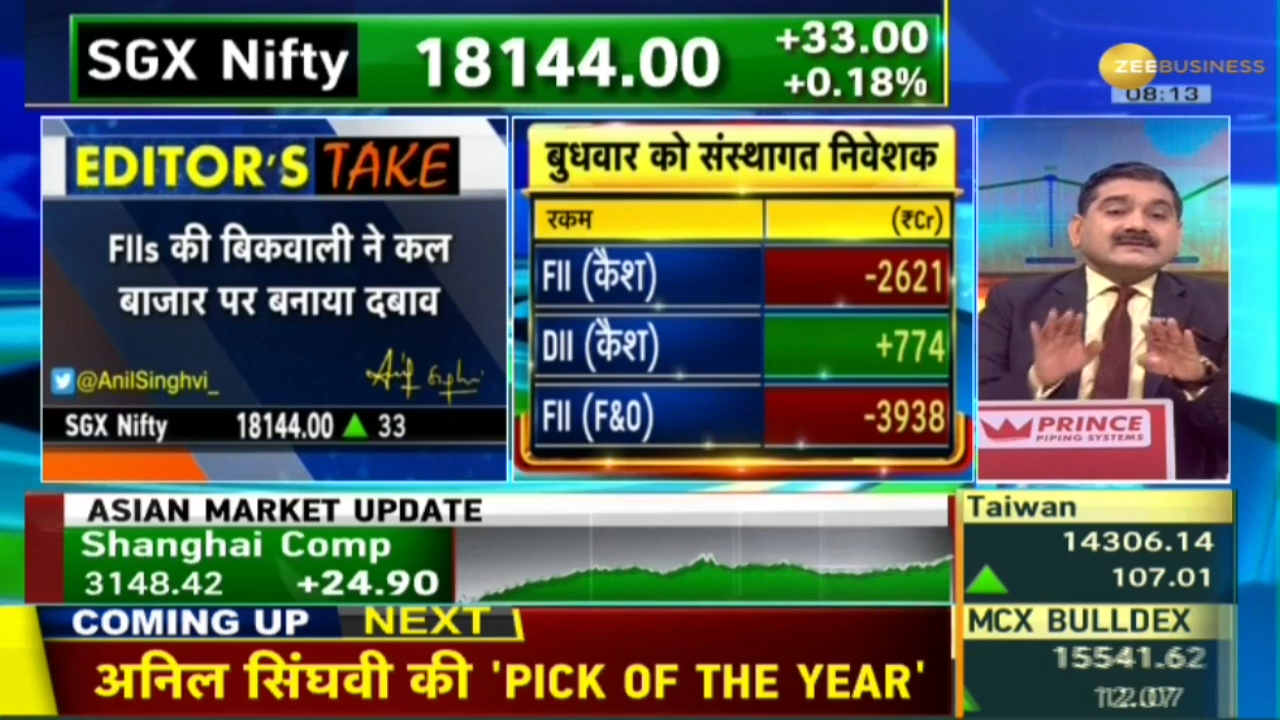 SGX Nifty 18144.00 +33.00
+0.18%
ZEEBUSINESS
08:13
EDITOR'S TAKE
FIIs की बिकवाली ने कल
बाजार पर बनाया दबाव
@AnilSinghvi_
SGX Nifty 18144.00 ▲ 33
बुधवार को संस्थागत निवेशक
रकम (₹Cr)
FII (कैश) -2621
DII (कैश) +774
FII (F&O) -3938
PRINCE
PIPING SYSTEMS
ASIAN MARKET UPDATE
Shanghai Comp
3148.42 +24.90
Taiwan
14306.14
107.01
COMING UP NEXT
अनिल सिंघवी की 'PICK OF THE YEAR'
MCX BULLDEX
15541.62